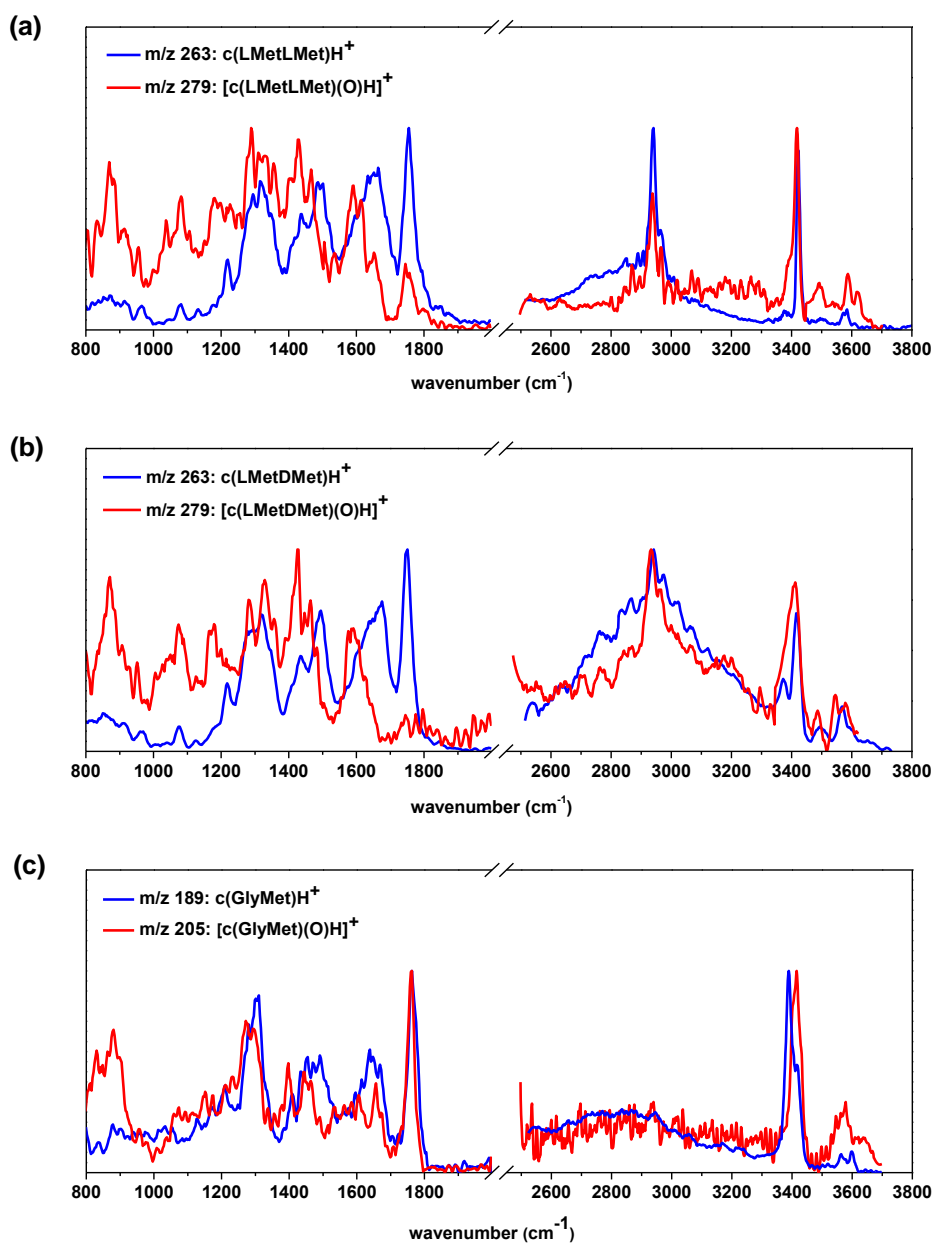 (a)
m/z 263: c(LMetLMet)H+
m/z 279: [c(LMetLMet)(O)H]+
800 1000 1200 1400 1600 1800 2600 2800 3000 3200 3400 3600 3800
wavenumber (cm-1)
(b)
m/z 263: c(LMetDMet)H+
m/z 279: [c(LMetDMet)(O)H]+
800 1000 1200 1400 1600 1800 2600 2800 3000 3200 3400 3600 3800
wavenumber (cm-1)
(c)
m/z 189: c(GlyMet)H+
m/z 205: [c(GlyMet)(O)H]+
800 1000 1200 1400 1600 1800 2600 2800 3000 3200 3400 3600 3800
wavenumber (cm-1)